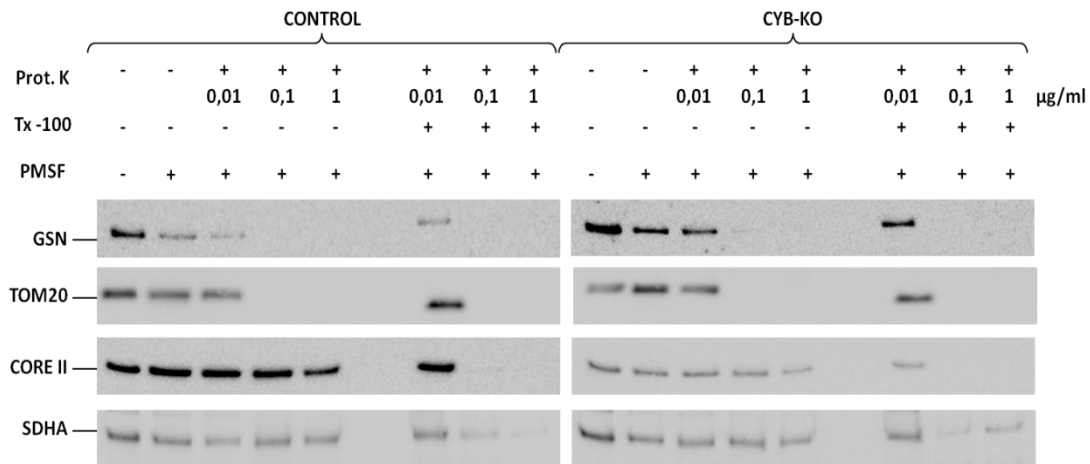 CONTROL CYB-KO
Prot. K - - + + + + + + - - + + + + + +
0,01 0,1 1 0,01 0,1 1 0,01 0,1 1 0,01 0,1 1 µg/ml
Tx -100 - - - - - + + + - - - - - + + +
PMSF - + + + + + + + - + + + + + + +
GSN
TOM20
CORE II
SDHA